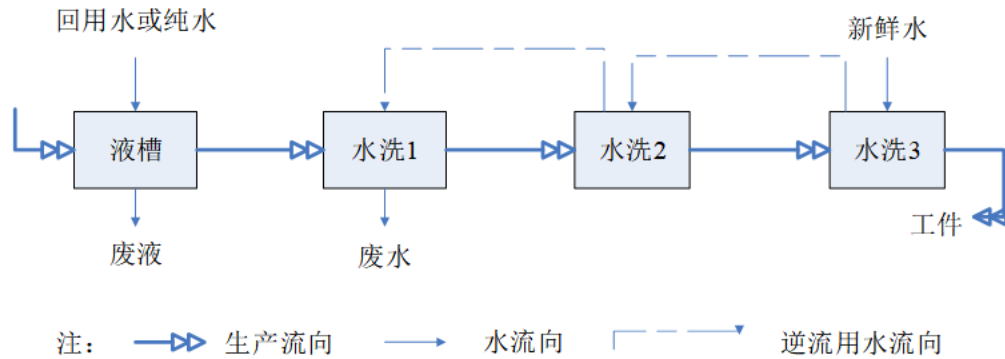 回用水或纯水
新鲜水
液槽
水洗1
水洗2
水洗3
废液
废水
工件
注：
生产流向
水流向
逆流用水流向